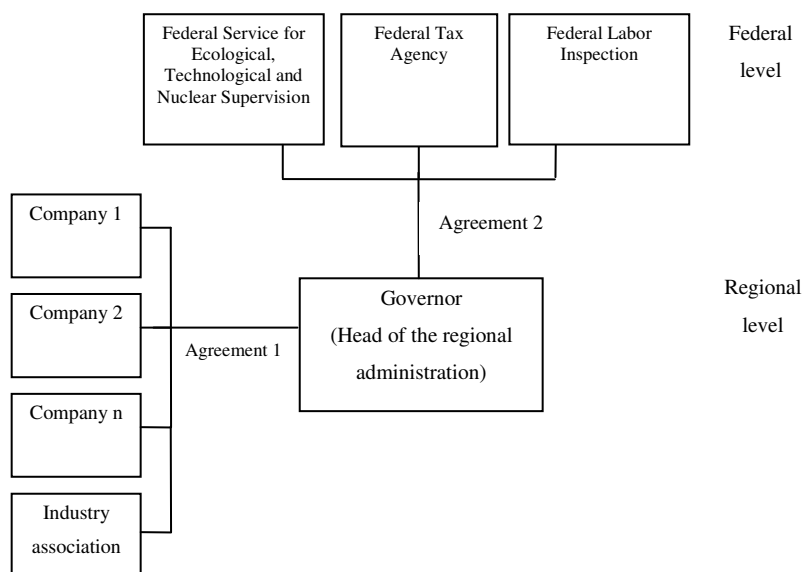 Federal Service for
Ecological,
Technological and
Nuclear Supervision
Federal Tax
Agency
Federal Labor
Inspection
Federal
level
Agreement 2
Company 1
Company 2
Company n
Industry
association
Agreement 1
Governor
(Head of the regional
administration)
Regional
level